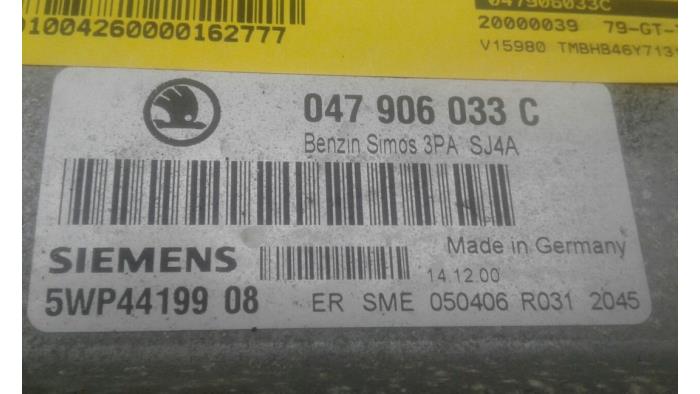 047906033C
01004260000162777
20000039 79-GT-
V15980 TMBHB46Y713
047 906 033 C
Benzin Simos 3PA SJ4A
SIEMENS
Made in Germany
14.12.00
5WP44199 08
ER SME 050406 R031 2045